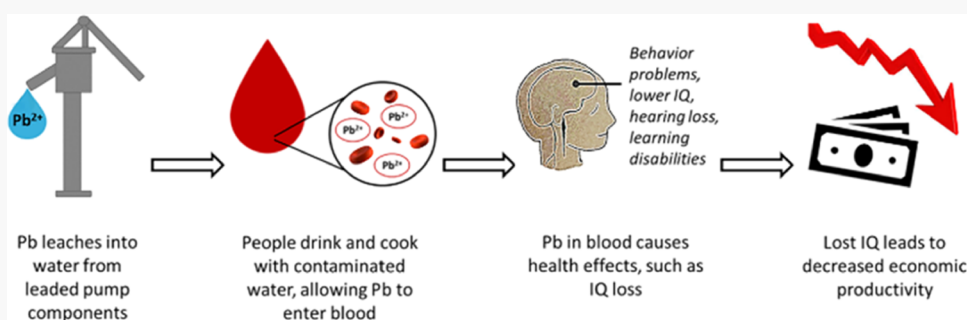 Pb²⁺
Pb²⁺
Pb²⁺
Pb²⁺
Behavior
problems,
lower IQ,
hearing loss,
learning
disabilities
Pb leaches into
water from
leaded pump
components
People drink and cook
with contaminated
water, allowing Pb to
enter blood
Pb in blood causes
health effects, such as
IQ loss
Lost IQ leads to
decreased economic
productivity